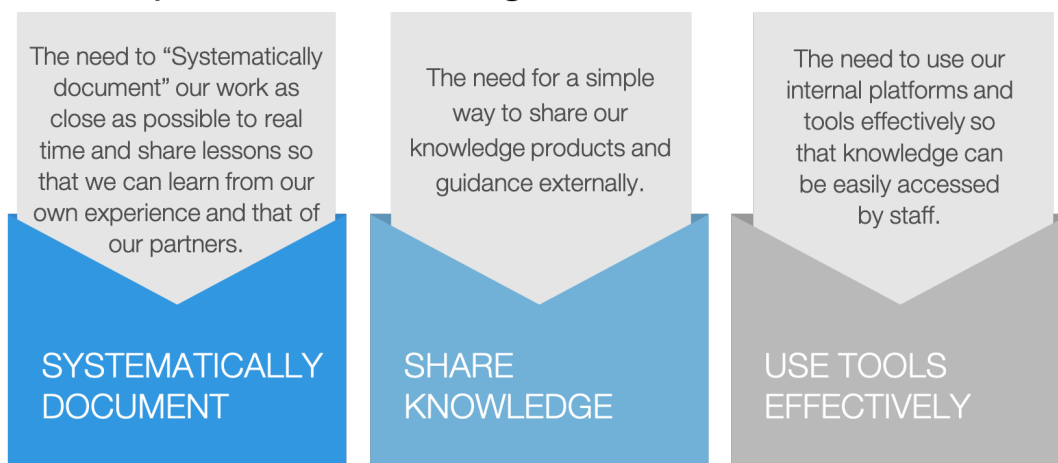 The need to “Systematically
document” our work as
close as possible to real
time and share lessons so
that we can learn from our
own experience and that of
our partners.
SYSTEMATICALLY
DOCUMENT
The need for a simple
way to share our
knowledge products and
guidance externally.
SHARE
KNOWLEDGE
The need to use our
internal platforms and
tools effectively so
that knowledge can
be easily accessed
by staff.
USE TOOLS
EFFECTIVELY